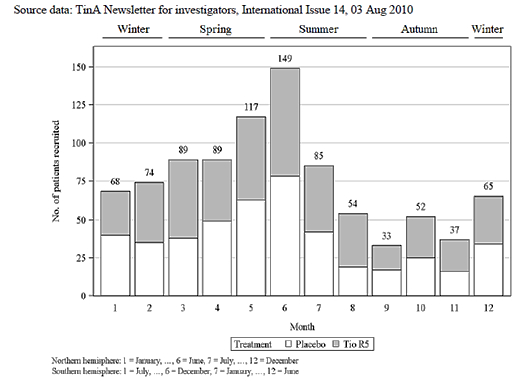 Source data: TinA Newsletter for investigators, International Issue 14, 03 Aug 2010
Winter Spring Summer Autumn Winter
No. of patients recruited
150
125
100
75
50
25
0
68 74 89 89 117 149 85 54 33 52 37 65
1 2 3 4 5 6 7 8 9 10 11 12
Month
Treatment Placebo Tio R5
Northern hemisphere: 1 = January, ..., 6 = June, 7 = July, ..., 12 = December
Southern hemisphere: 1 = July, ..., 6 = December, 7 = January, ..., 12 = June